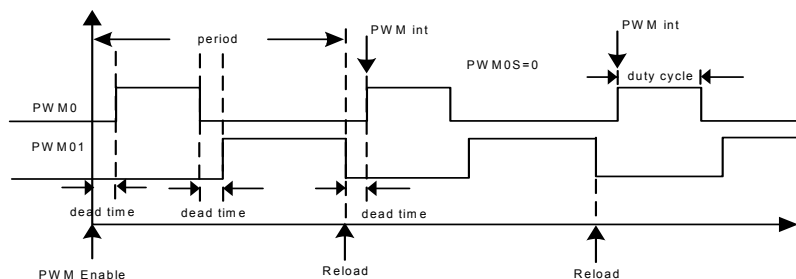 PWM int
period
PWM int
PWM0S=0
duty cycle
PWM0
PWM01
dead time
dead time
dead time
PWM Enable
Reload
Reload